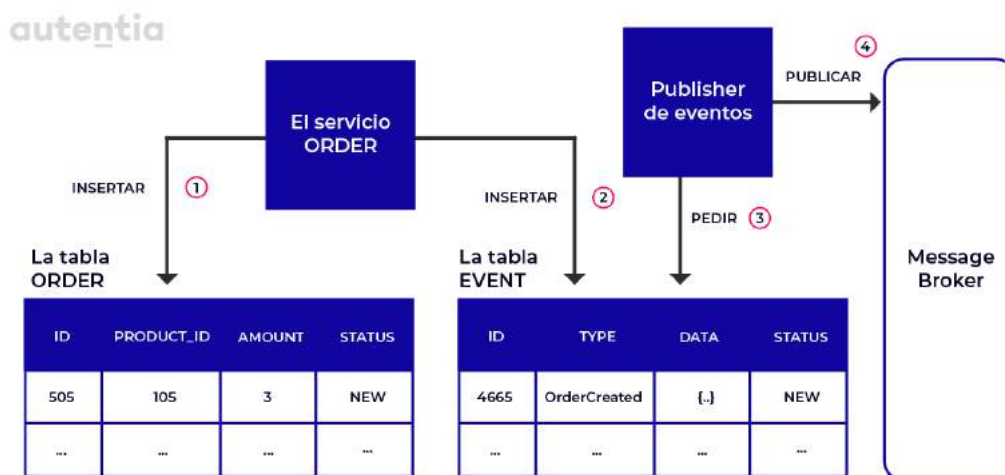 autentia
El servicio
ORDER
Publisher
de eventos
4
PUBLICAR
INSERTAR
1
INSERTAR
2
PEDIR
3
Message
Broker
La tabla
ORDER
ID PRODUCT_ID AMOUNT STATUS
505 105 3 NEW
... ... ... ...
La tabla
EVENT
ID TYPE DATA STATUS
4665 OrderCreated {..} NEW
... ... ... ...